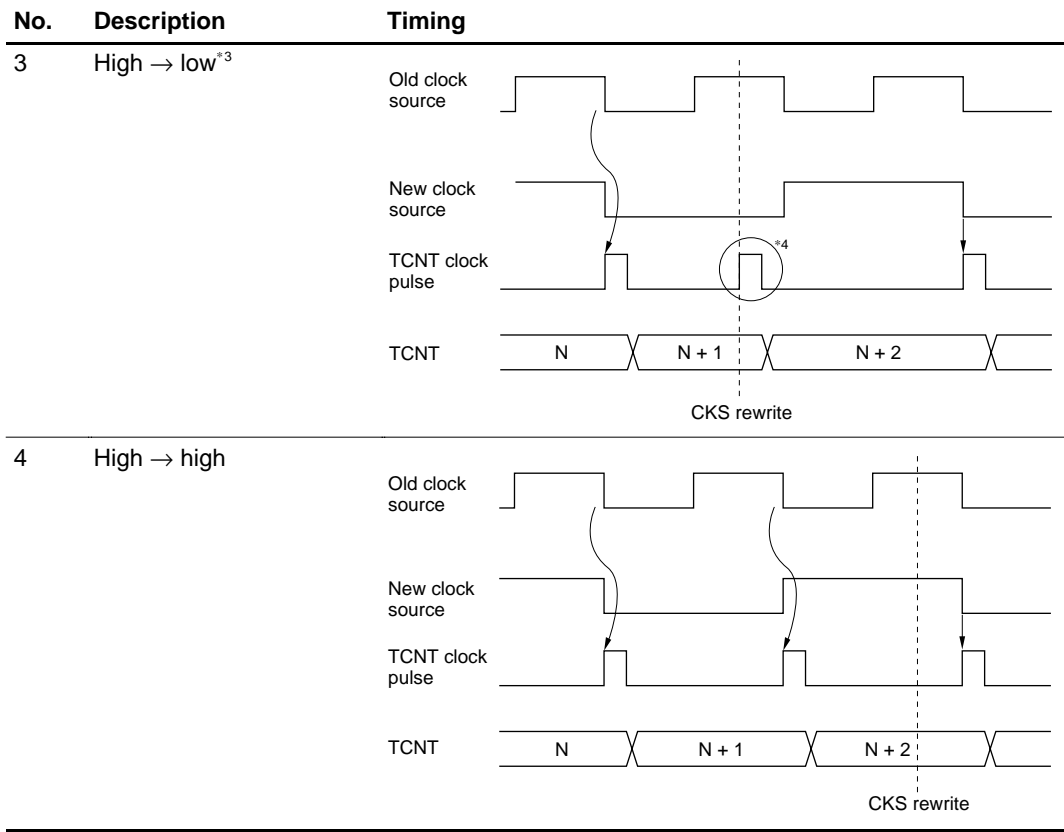 No. Description Timing
3 High → low*3
Old clock
source
New clock
source
*4
TCNT clock
pulse
TCNT N N + 1 N + 2
CKS rewrite
4 High → high
Old clock
source
New clock
source
TCNT clock
pulse
TCNT N N + 1 N + 2
CKS rewrite